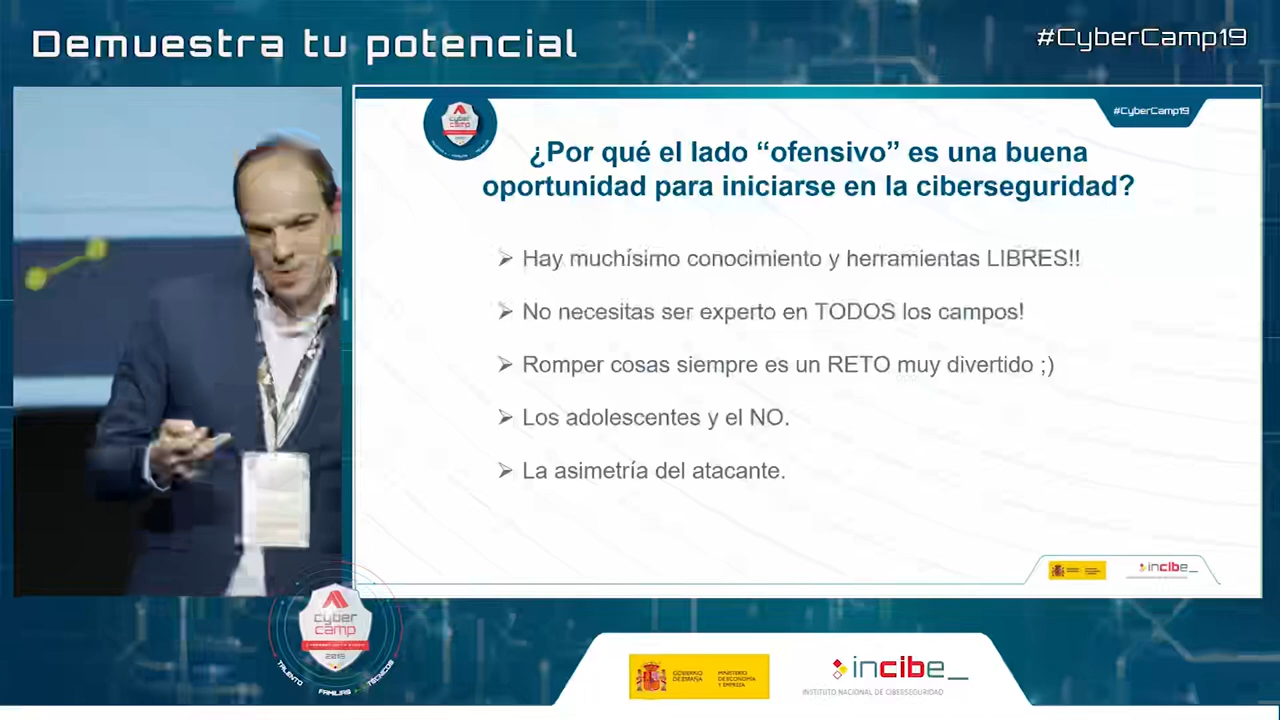 Demuestra tu potencial
#CyberCamp19
#CyberCamp19
cyber
camp
¿Por qué el lado “ofensivo” es una buena
oportunidad para iniciarse en la ciberseguridad?
➢ Hay muchísimo conocimiento y herramientas LIBRES!!
➢ No necesitas ser experto en TODOS los campos!
➢ Romper cosas siempre es un RETO muy divertido ;)
➢ Los adolescentes y el NO.
➢ La asimetría del atacante.
incibe_
cyber
camp
2019
TALENTO
FAMILIAS
TÉCNICOS
GOBIERNO
DE ESPAÑA
MINISTERIO
DE ECONOMÍA
Y EMPRESA
incibe_
INSTITUTO NACIONAL DE CIBERSEGURIDAD